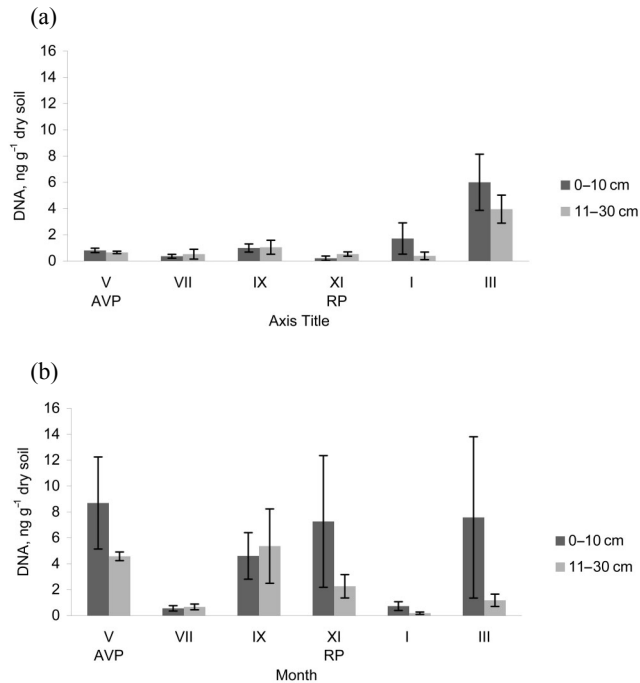 (a)
16
14
12
10
8
6
4
2
0
DNA, ng g⁻¹ dry soil
0–10 cm
11–30 cm
V VII IX XI I III
AVP RP
Axis Title
(b)
16
14
12
10
8
6
4
2
0
DNA, ng g⁻¹ dry soil
0–10 cm
11–30 cm
V VII IX XI I III
AVP RP
Month